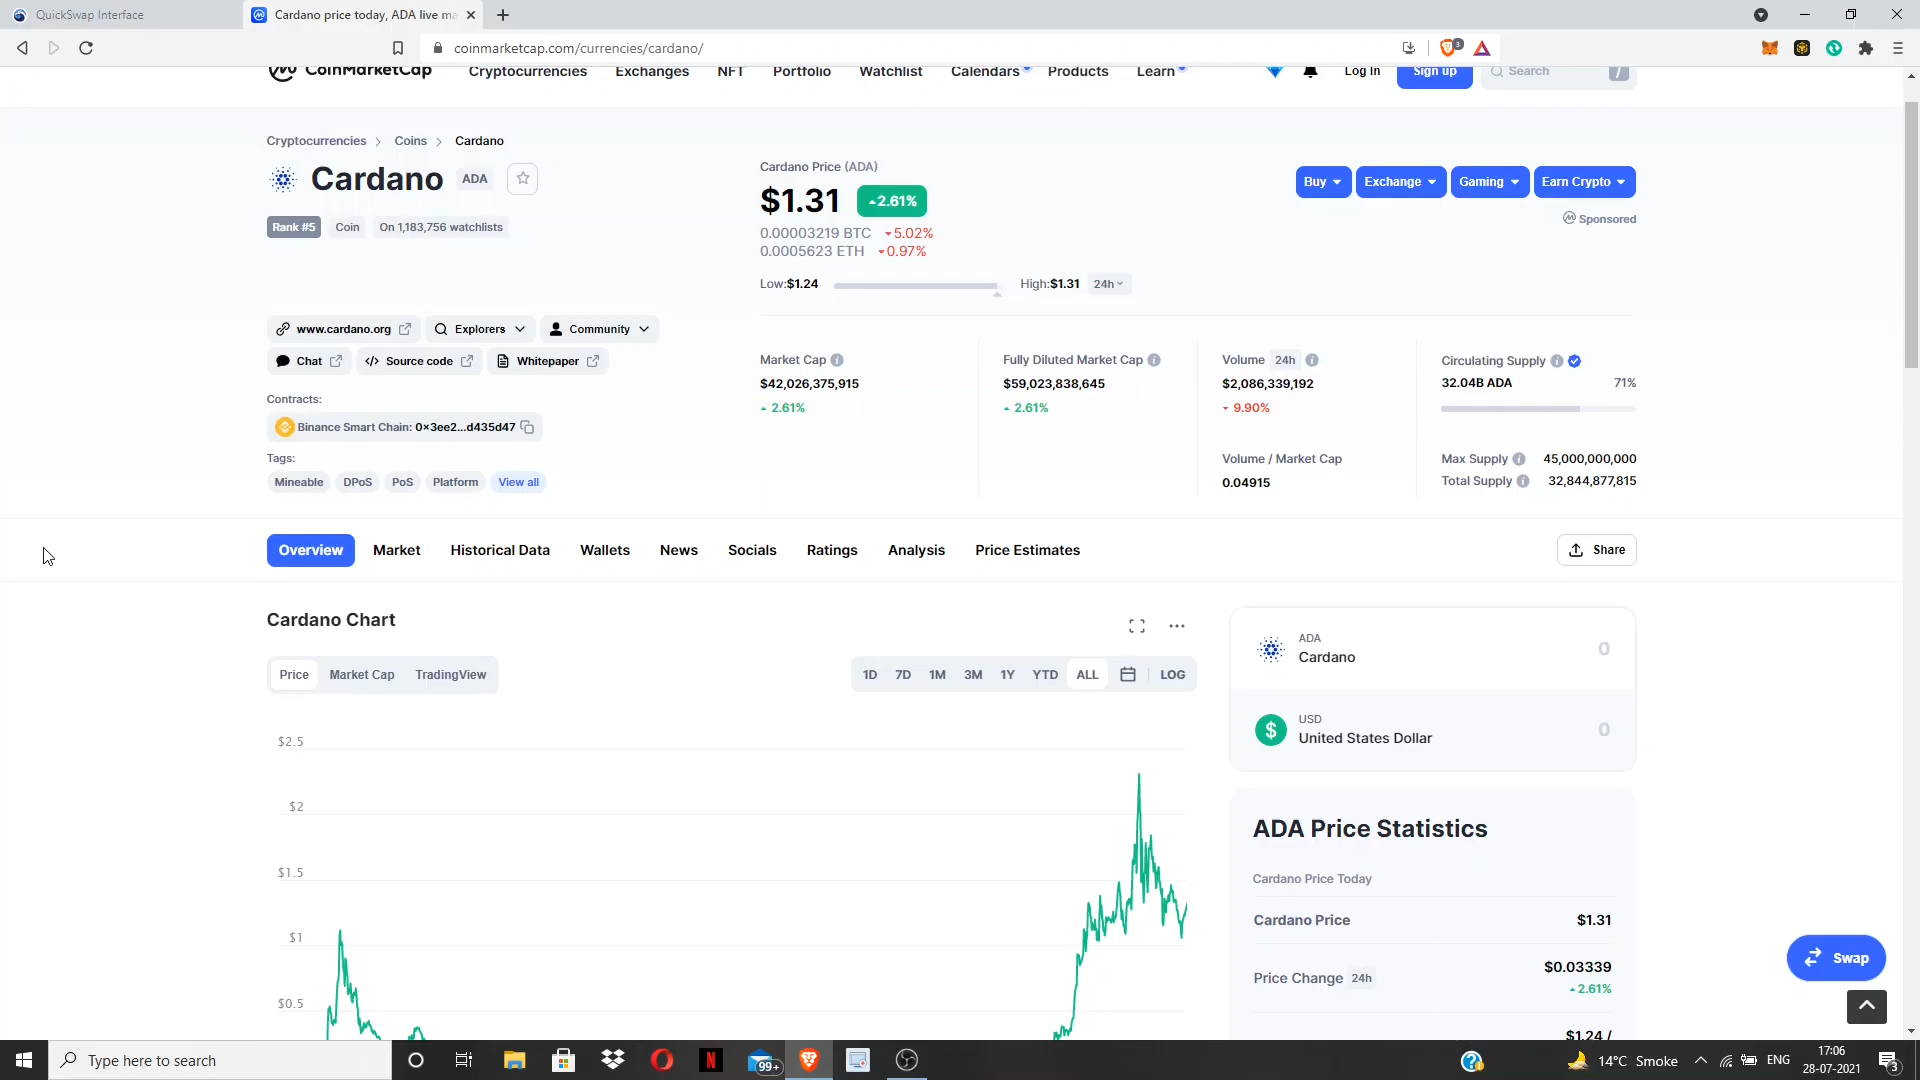 QuickSwap Interface
Cardano price today, ADA live ma
coinmarketcap.com/currencies/cardano/
3
CoinMarketCap Cryptocurrencies Exchanges NFT Portfolio Watchlist Calendars Products Learn Log In Sign up Search /
Cryptocurrencies > Coins > Cardano
Cardano ADA
Rank #5 Coin On 1,183,756 watchlists
Cardano Price (ADA)
$1.31 2.61%
0.00003219 BTC 5.02%
0.0005623 ETH 0.97%
Low:$1.24 High:$1.31 24h
Buy Exchange Gaming Earn Crypto
Sponsored
www.cardano.org Explorers Community
Chat Source code Whitepaper
Contracts:
Binance Smart Chain: 0×3ee2...d435d47
Tags:
Mineable DPoS PoS Platform View all
Market Cap
$42,026,375,915
2.61%
Fully Diluted Market Cap
$59,023,838,645
2.61%
Volume 24h
$2,086,339,192
9.90%
Volume / Market Cap
0.04915
Circulating Supply
32.04B ADA 71%
Max Supply 45,000,000,000
Total Supply 32,844,877,815
Overview Market Historical Data Wallets News Socials Ratings Analysis Price Estimates Share
Cardano Chart
Price Market Cap TradingView
1D 7D 1M 3M 1Y YTD ALL LOG
$2.5
$2
$1.5
$1
$0.5
ADA
Cardano 0
USD
United States Dollar 0
ADA Price Statistics
Cardano Price Today
Cardano Price $1.31
Price Change 24h $0.03339
2.61%
$1.24 /
Swap
Type here to search
99+
14°C Smoke ENG 17:06
28-07-2021
3